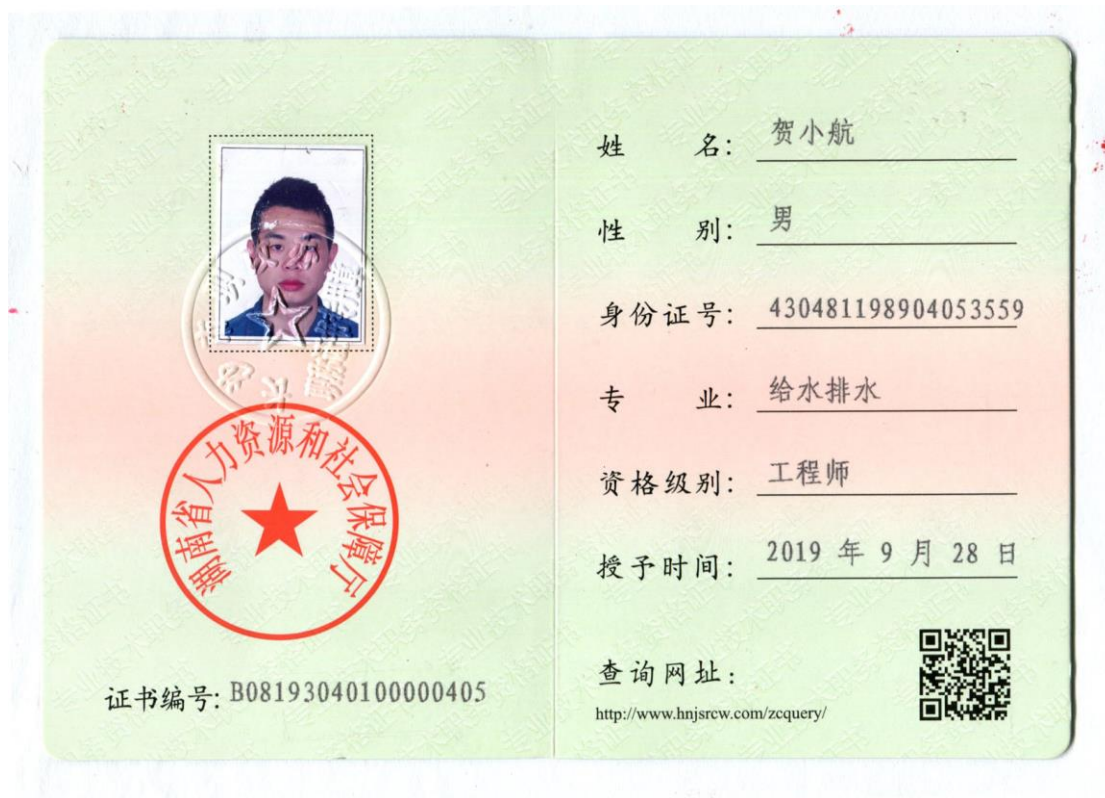 湖南省人力资源和社会保障厅
证书编号: B08193040100000405
姓 名: 贺小航
性 别: 男
身份证号: 430481198904053559
专 业: 给水排水
资格级别: 工程师
授予时间: 2019 年 9 月 28 日
查询网址:
http://www.hnjsrcw.com/zcquery/